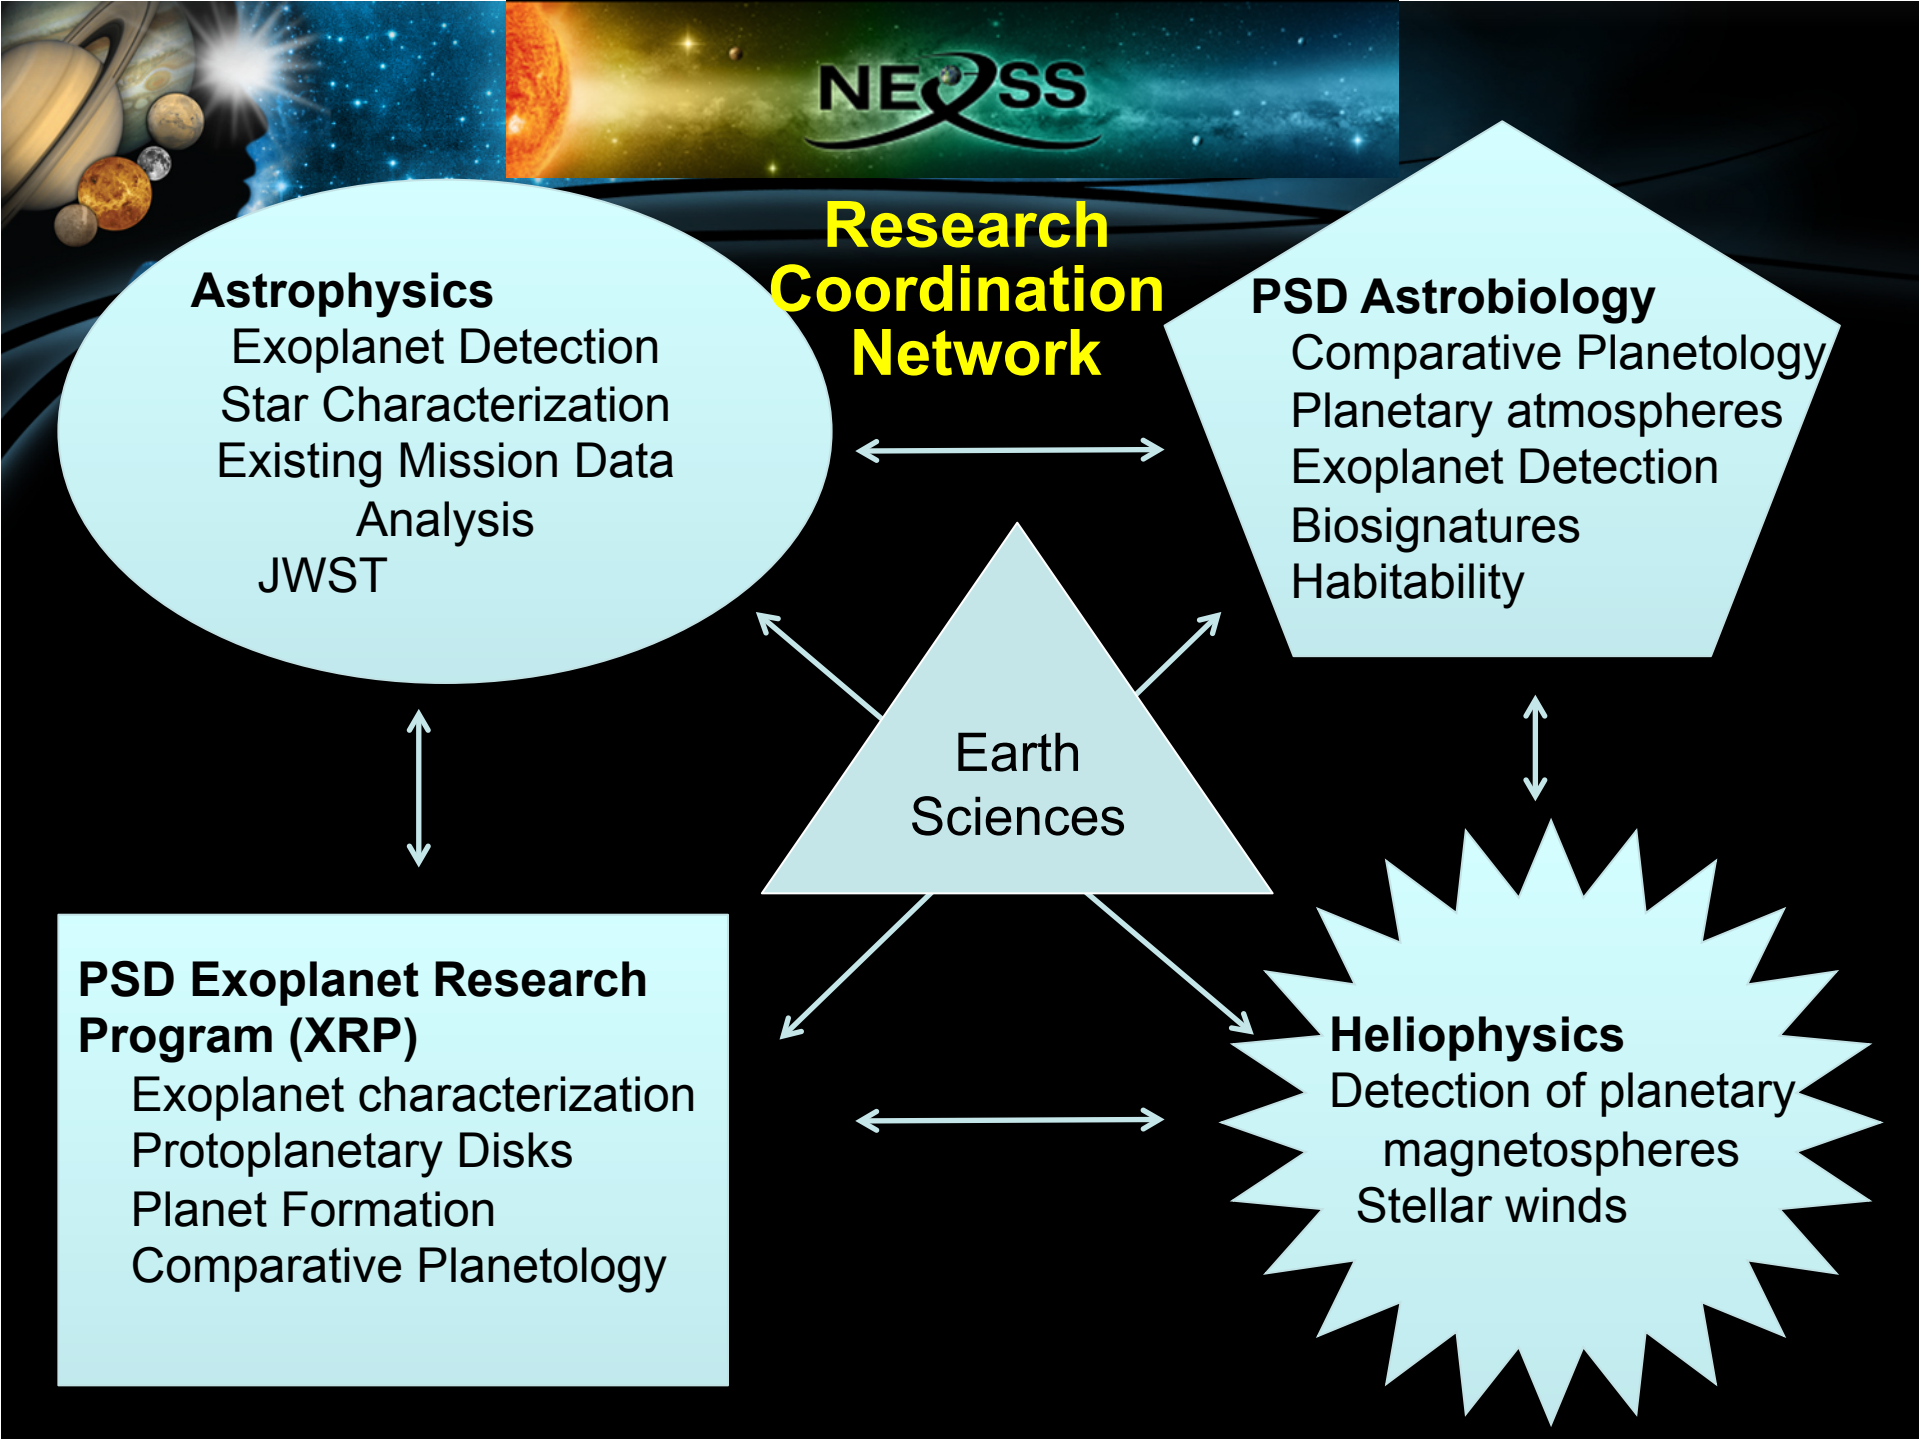 NEXSS
Research
Coordination
Network
Astrophysics
Exoplanet Detection
Star Characterization
Existing Mission Data
Analysis
JWST
PSD Astrobiology
Comparative Planetology
Planetary atmospheres
Exoplanet Detection
Biosignatures
Habitability
Earth
Sciences
PSD Exoplanet Research
Program (XRP)
Exoplanet characterization
Protoplanetary Disks
Planet Formation
Comparative Planetology
Heliophysics
Detection of planetary
magnetospheres
Stellar winds